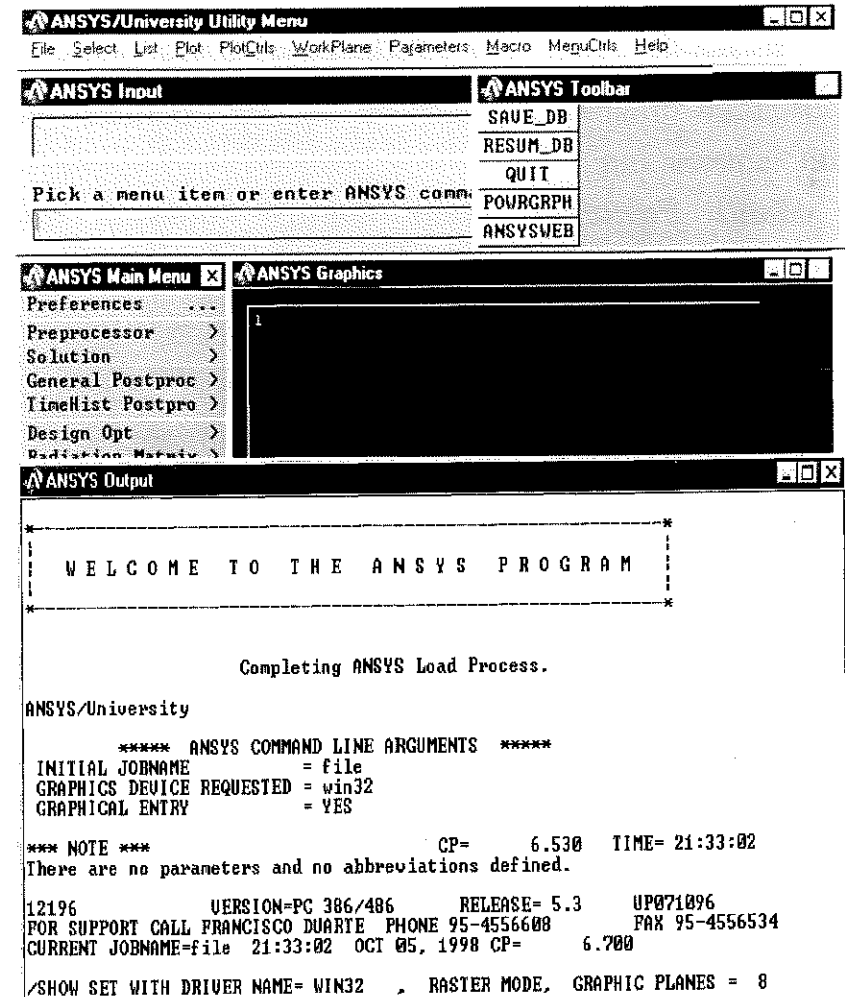 ANSYS/University Utility Menu
File Select List Plot PlotCtrls WorkPlane Parameters Macro MenuCtrls Help
ANSYS Input
ANSYS Toolbar
SAVE_DB
RESUM_DB
QUIT
Pick a menu item or enter ANSYS comm
POWRGRPH
ANSYSWEB
ANSYS Main Menu
ANSYS Graphics
Preferences ...
1
Preprocessor >
Solution >
General Postproc >
TimeHist Postpro >
Design Opt >
Radiation Matrix >
ANSYS Output
*---------------------------------------------------*
W E L C O M E T O T H E A N S Y S P R O G R A M
*---------------------------------------------------*
Completing ANSYS Load Process.
ANSYS/University
***** ANSYS COMMAND LINE ARGUMENTS *****
INITIAL JOBNAME = file
GRAPHICS DEVICE REQUESTED = win32
GRAPHICAL ENTRY = YES
*** NOTE *** CP= 6.530 TIME= 21:33:02
There are no parameters and no abbreviations defined.
12196 VERSION=PC 386/486 RELEASE= 5.3 UP071096
FOR SUPPORT CALL FRANCISCO DUARTE PHONE 95-4556608 FAX 95-4556534
CURRENT JOBNAME=file 21:33:02 OCT 05, 1998 CP= 6.700
/SHOW SET WITH DRIVER NAME= WIN32 , RASTER MODE, GRAPHIC PLANES = 8